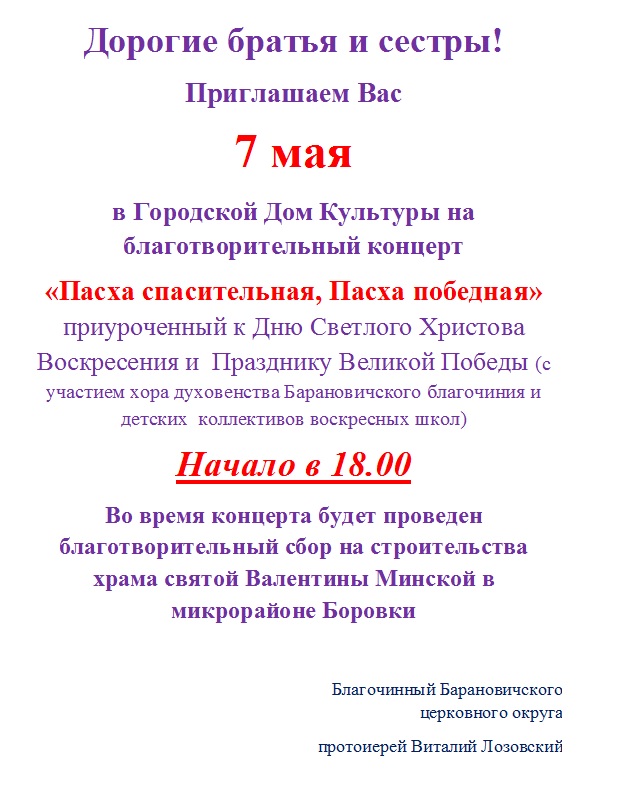 Дорогие братья и сестры!
Приглашаем Вас
7 мая
в Городской Дом Культуры на
благотворительный концерт
«Пасха спасительная, Пасха победная»
приуроченный к Дню Светлого Христова
Воскресения и  Празднику Великой Победы (с
участием хора духовенства Барановичского благочиния и
детских  коллективов воскресных школ)
Начало в 18.00
Во время концерта будет проведен
благотворительный сбор на строительства
храма святой Валентины Минской в
микрорайоне Боровки
Благочинный Барановичского
церковного округа
протоиерей Виталий Лозовский